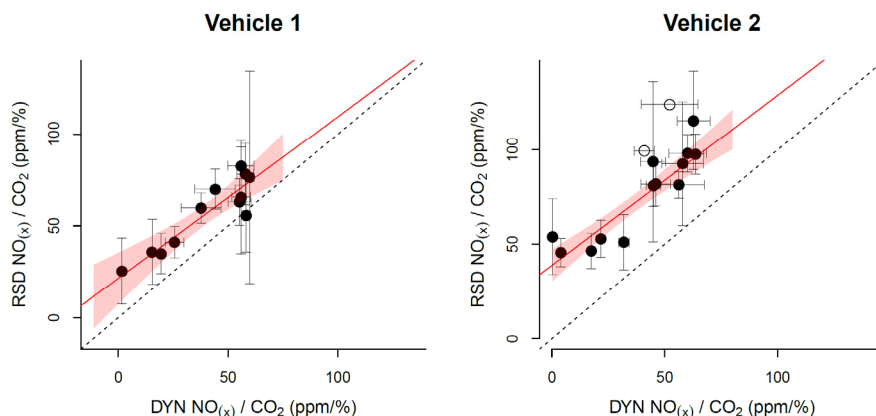 Vehicle 1
RSD NO(x) / CO2 (ppm/%)
100
50
0
0
50
100
DYN NO(x) / CO2 (ppm/%)
Vehicle 2
RSD NO(x) / CO2 (ppm/%)
100
50
0
0
50
100
DYN NO(x) / CO2 (ppm/%)